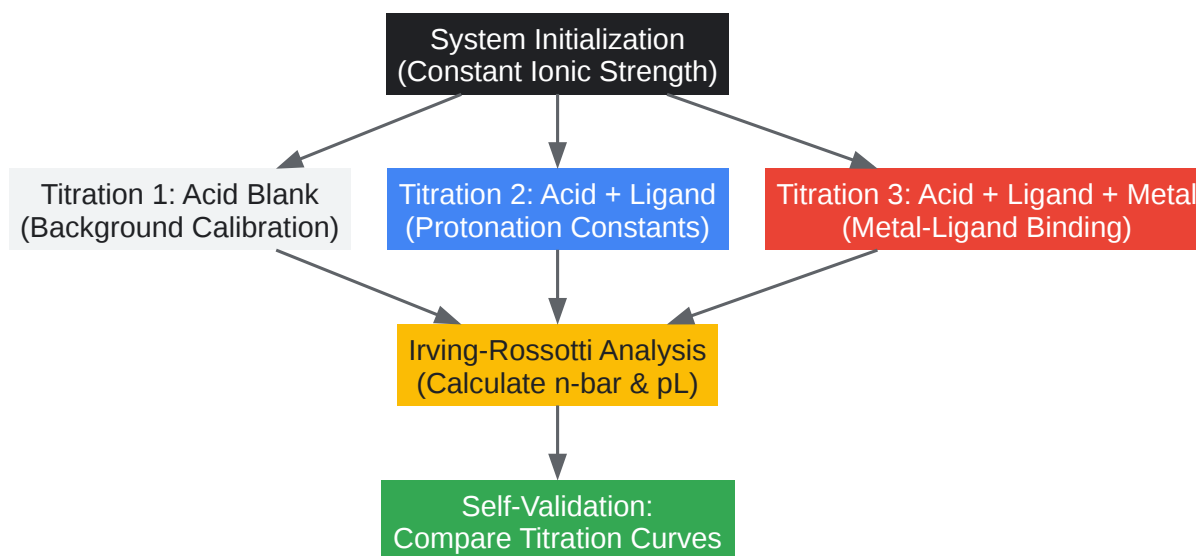 System Initialization
(Constant Ionic Strength)
Titration 1: Acid Blank
(Background Calibration)
Titration 2: Acid + Ligand
(Protonation Constants)
Titration 3: Acid + Ligand + Metal
(Metal-Ligand Binding)
Irving-Rossotti Analysis
(Calculate n-bar & pL)
Self-Validation:
Compare Titration Curves